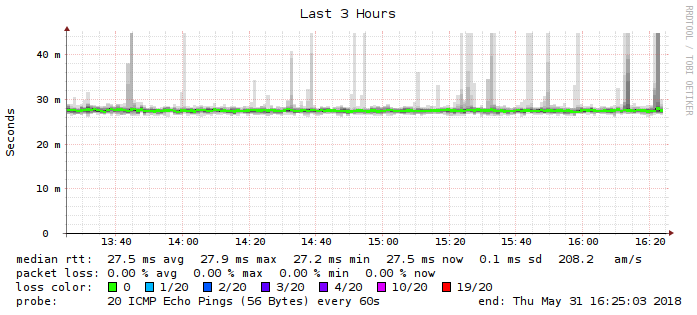 Last 3 Hours
RRDTOOL / TOBI OETIKER
Seconds
40 m
30 m
20 m
10 m
0
13:40 14:00 14:20 14:40 15:00 15:20 15:40 16:00 16:20
median rtt: 27.5 ms avg 27.9 ms max 27.2 ms min 27.5 ms now 0.1 ms sd 208.2 am/s
packet loss: 0.00 % avg 0.00 % max 0.00 % min 0.00 % now
loss color: 0 1/20 2/20 3/20 4/20 10/20 19/20
probe: 20 ICMP Echo Pings (56 Bytes) every 60s end: Thu May 31 16:25:03 2018